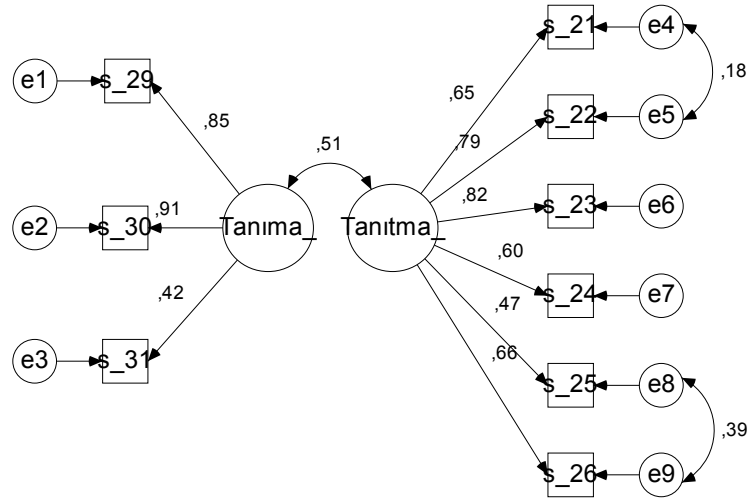 e1
s_29
,85
e2
s_30
,91
e3
s_31
,42
Tanıma_
,51
Tanıtma_
,65
s_21
e4
,18
,79
s_22
e5
,82
s_23
e6
,60
s_24
e7
,47
s_25
e8
,39
,66
s_26
e9